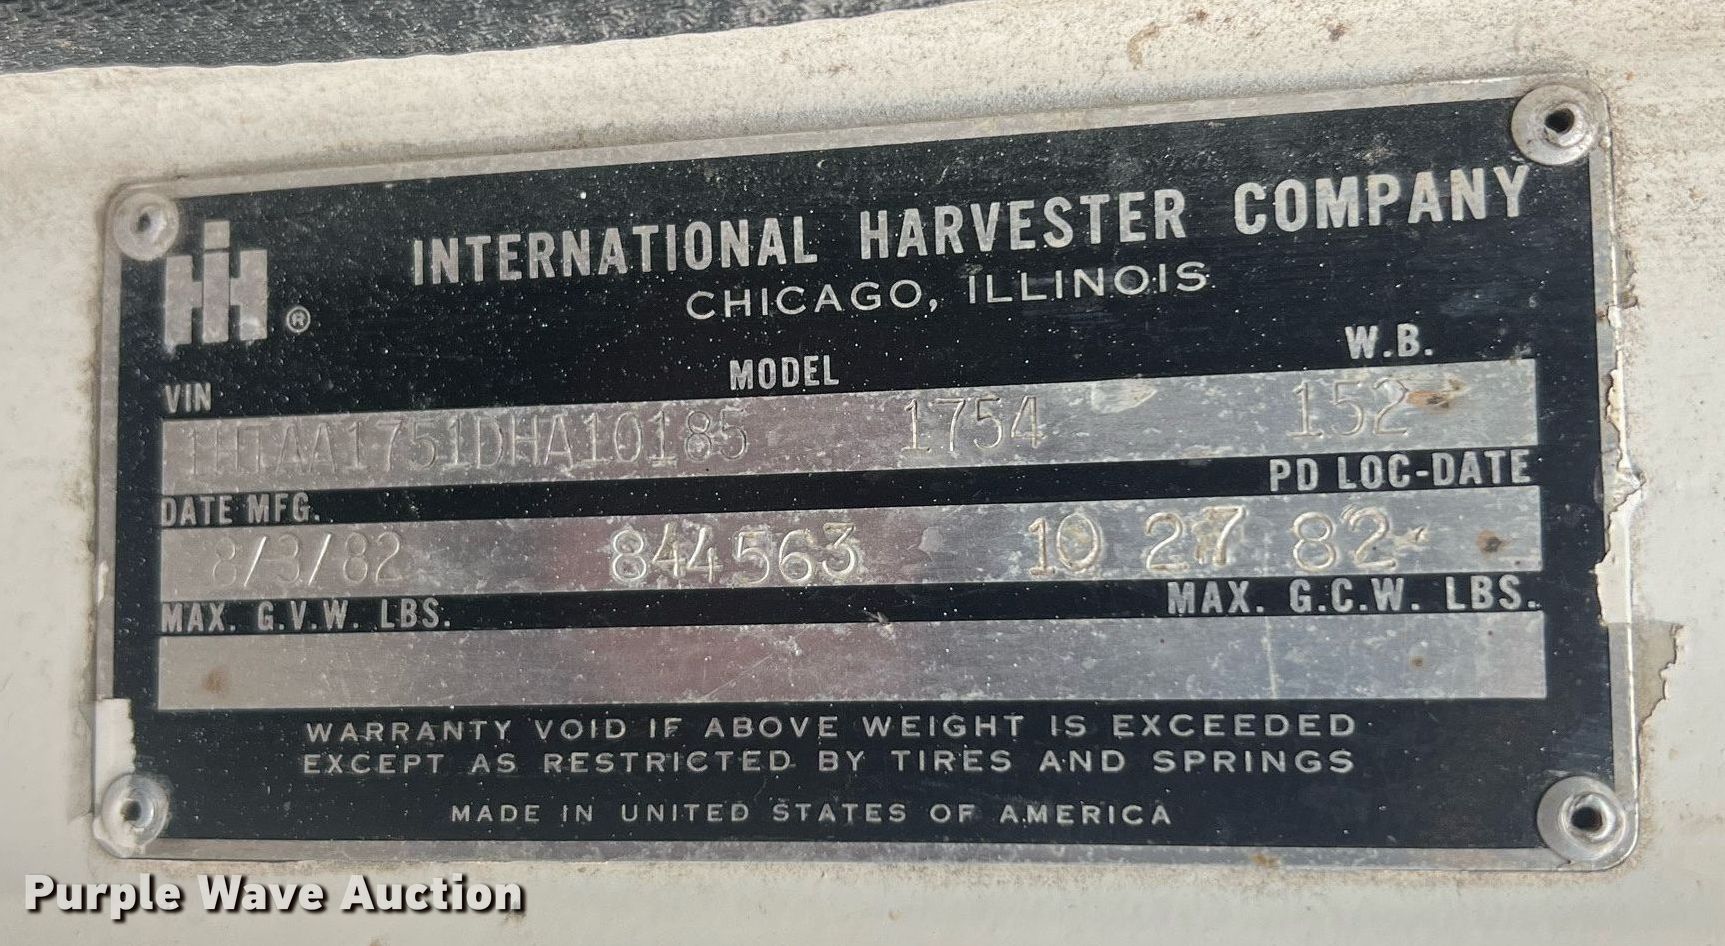 IH ®
INTERNATIONAL HARVESTER COMPANY
CHICAGO, ILLINOIS
VIN MODEL W.B.
1HTAA1751DHA10185 1754 152
DATE MFG. PD LOC-DATE
8/3/82 844563 10 27 82
MAX. G.V.W. LBS. MAX. G.C.W. LBS.
WARRANTY VOID IF ABOVE WEIGHT IS EXCEEDED
EXCEPT AS RESTRICTED BY TIRES AND SPRINGS
MADE IN UNITED STATES OF AMERICA
Purple Wave Auction